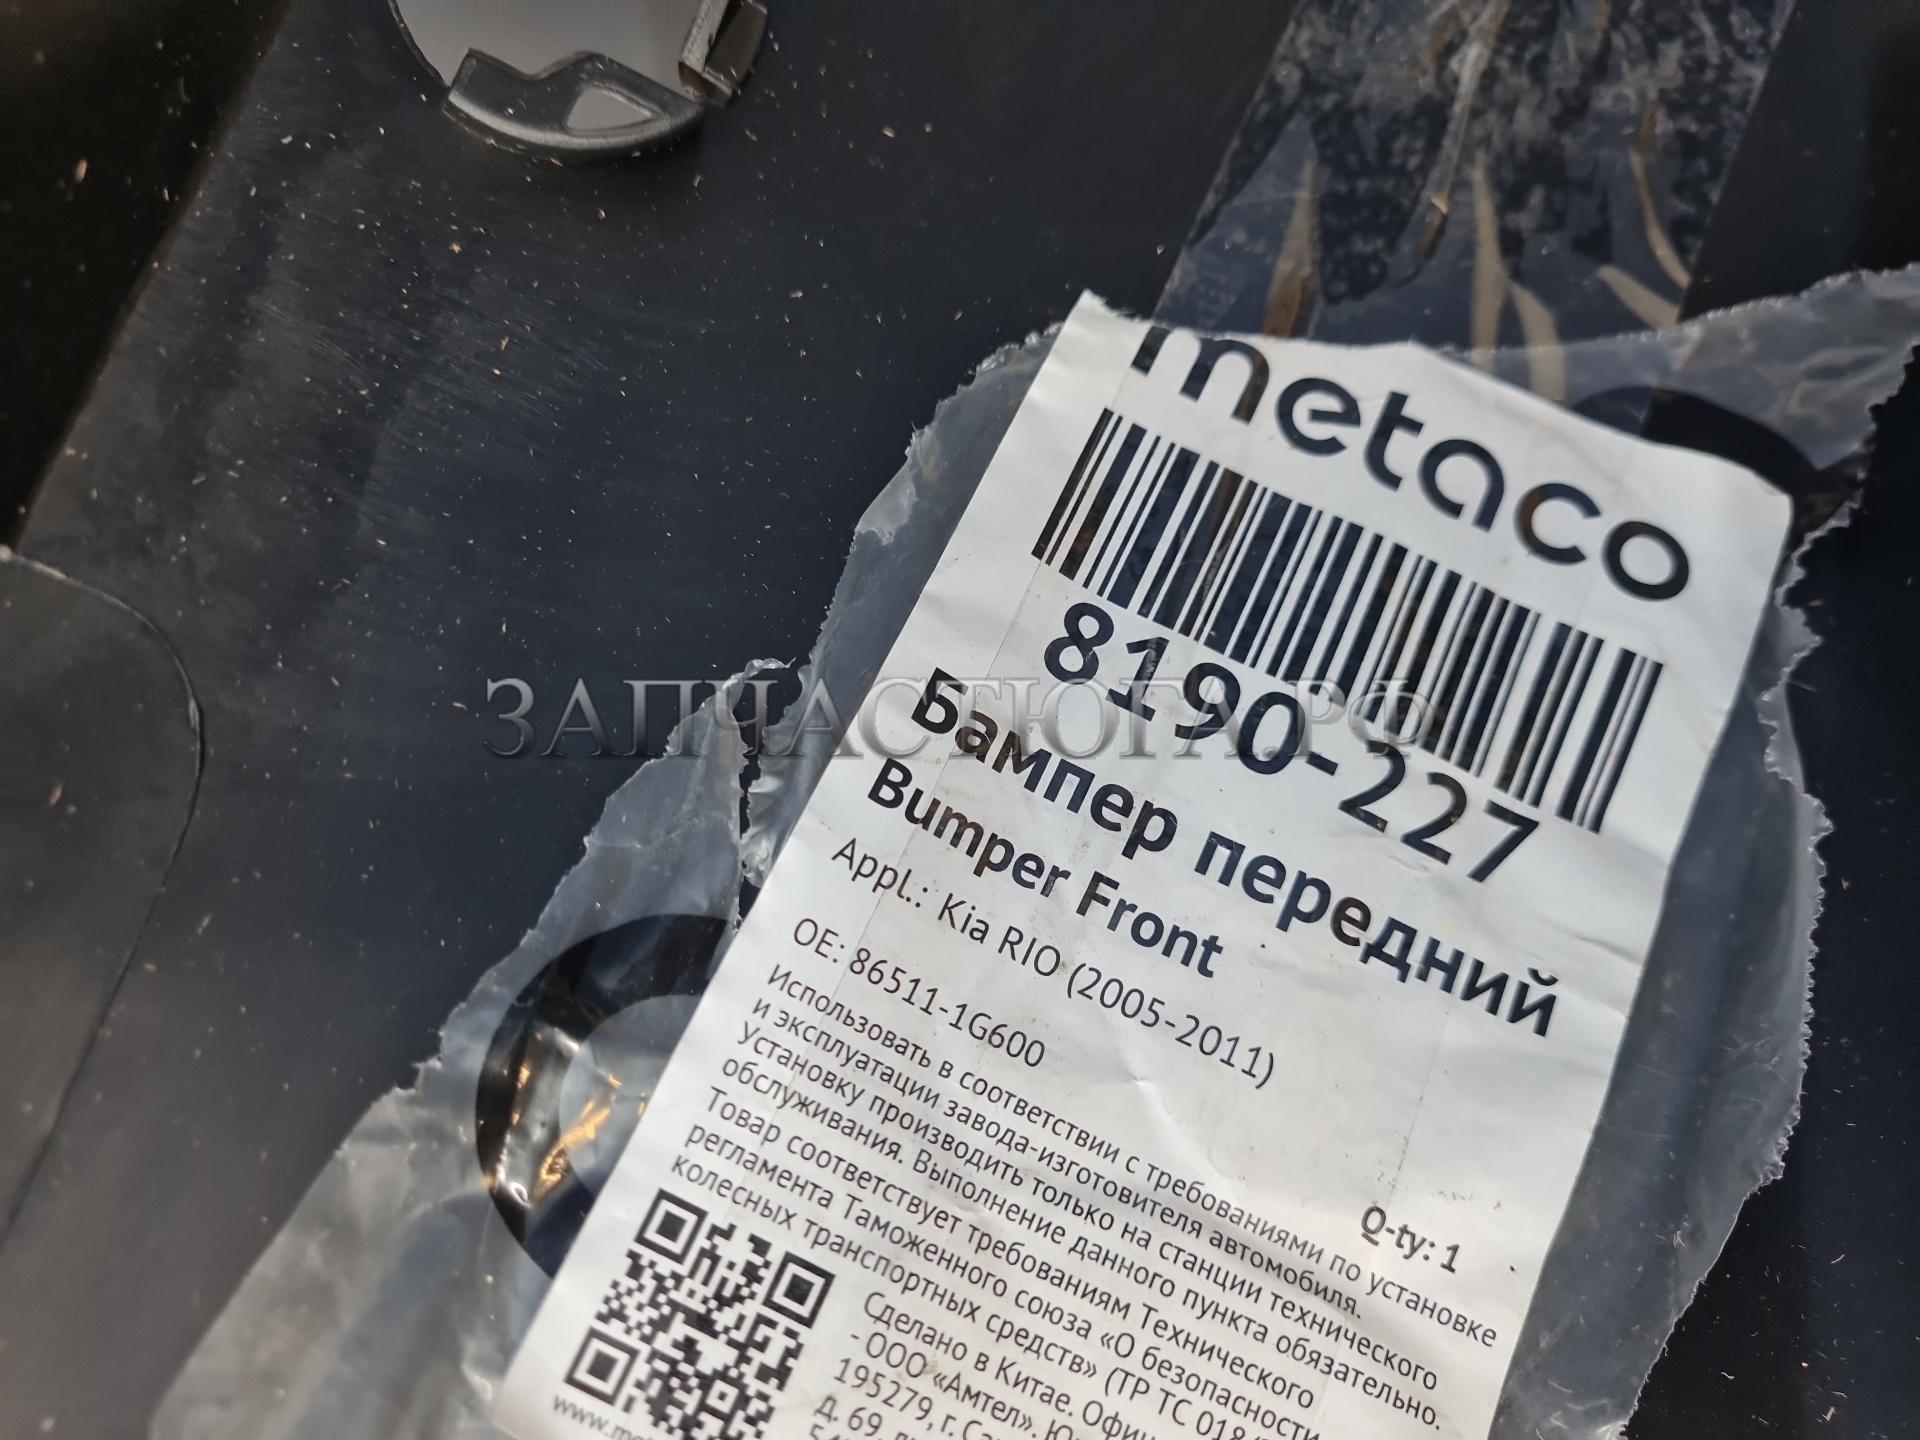 metaco
8190-227
Бампер передний
Bumper Front
Appl.: Kia RIO (2005-2011)
OE: 86511-1G600
Q-ty: 1
Использовать в соответствии с требованиями по установке
и эксплуатации завода-изготовителя автомобиля.
Установку производить только на станции технического
обслуживания. Выполнение данного пункта обязательно.
Товар соответствует требованиям Технического
регламента Таможенного союза «О безопасности
колесных транспортных средств» (ТР ТС 018/
Сделано в Китае.
- ООО «Амтел».
195279, г.
д. 69,
www.
ЗАПЧАСТЮГА.РФ